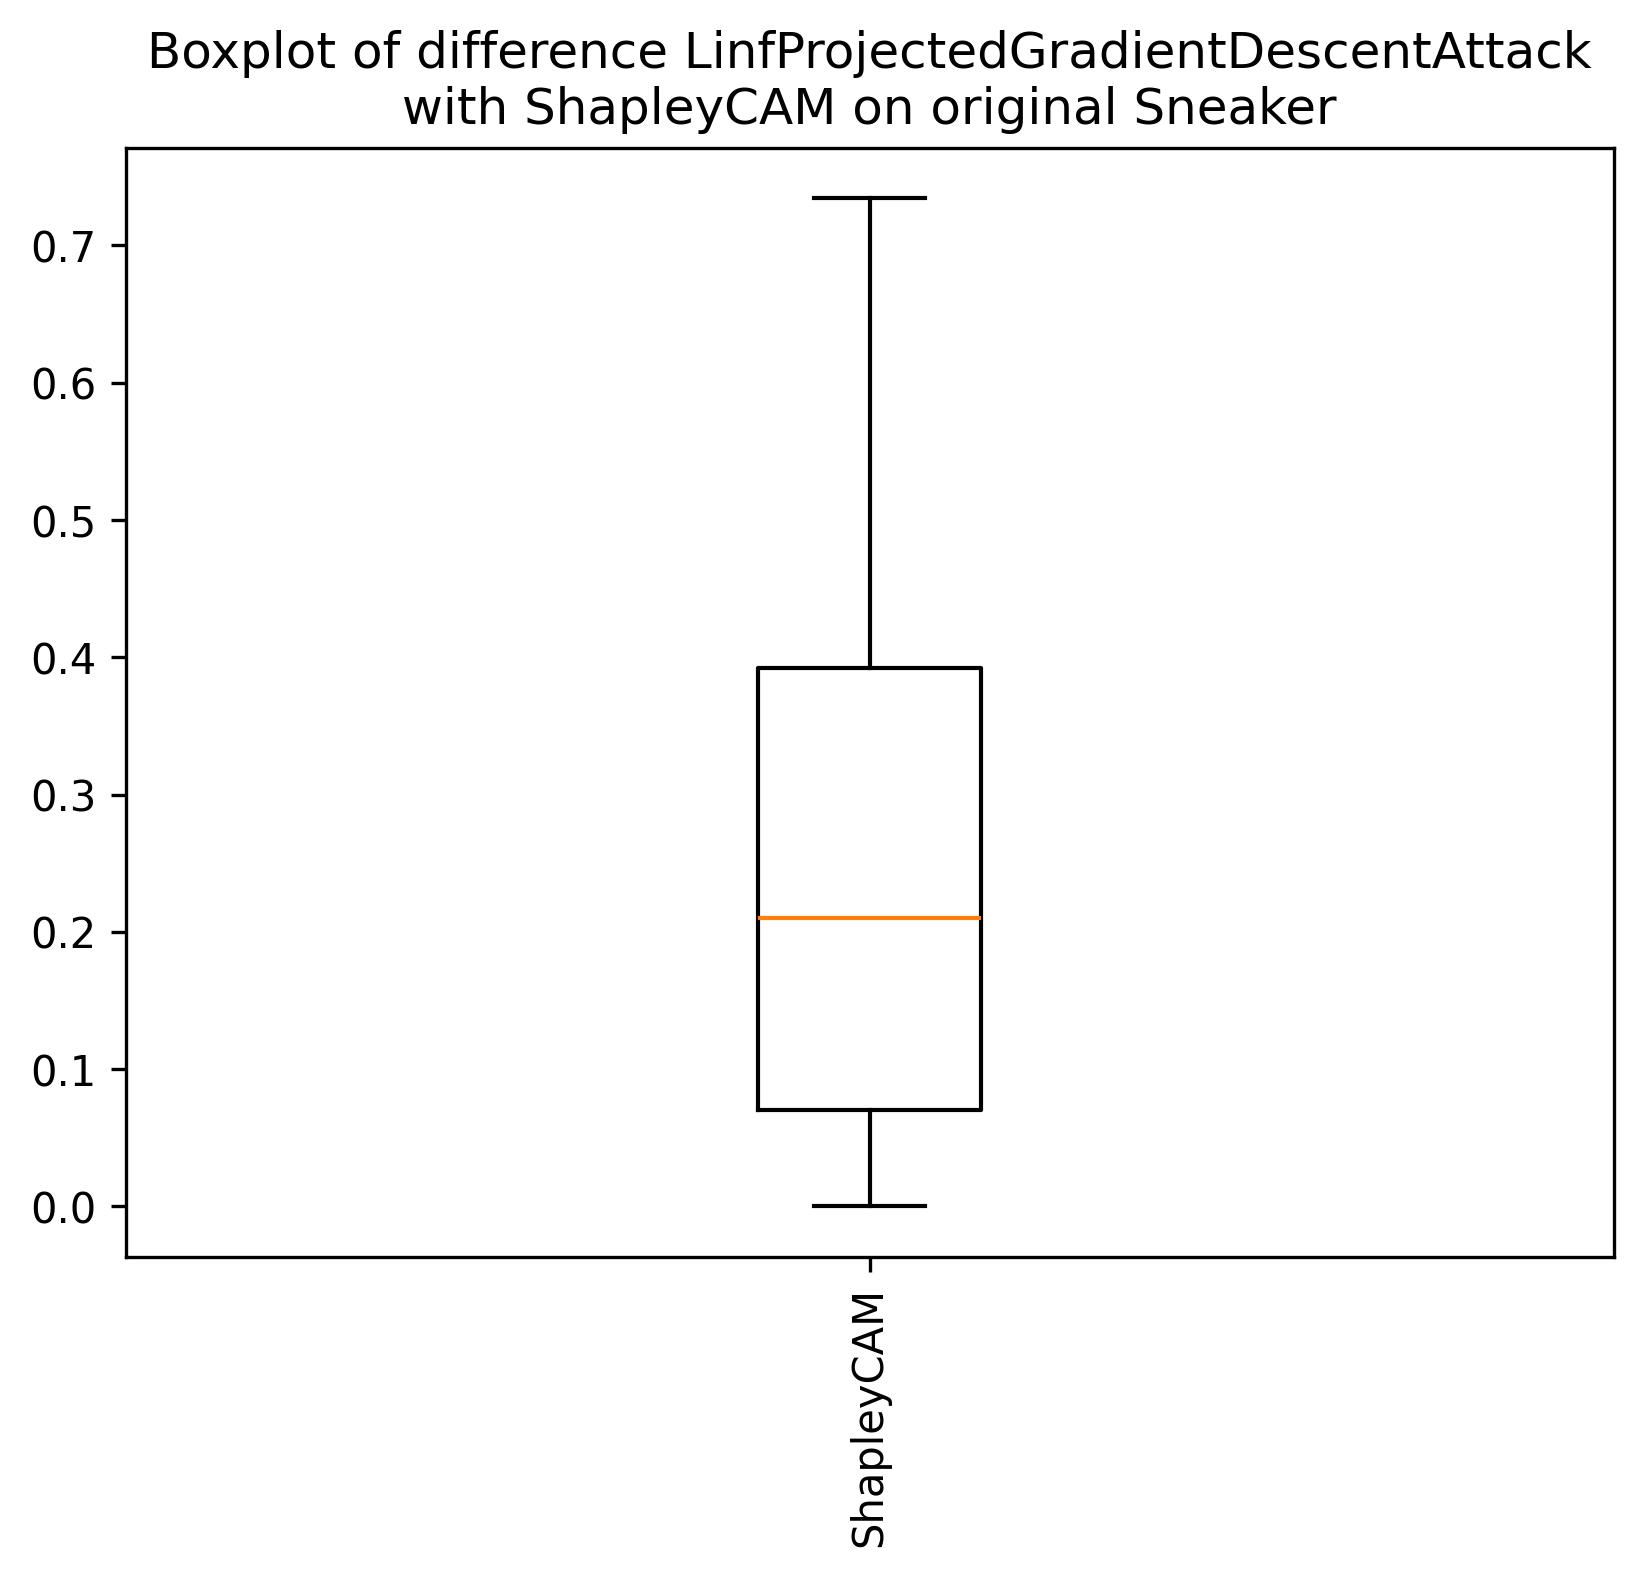 Boxplot of difference LinfProjectedGradientDescentAttack
with ShapleyCAM on original Sneaker
0.7
0.6
0.5
0.4
0.3
0.2
0.1
0.0
ShapleyCAM